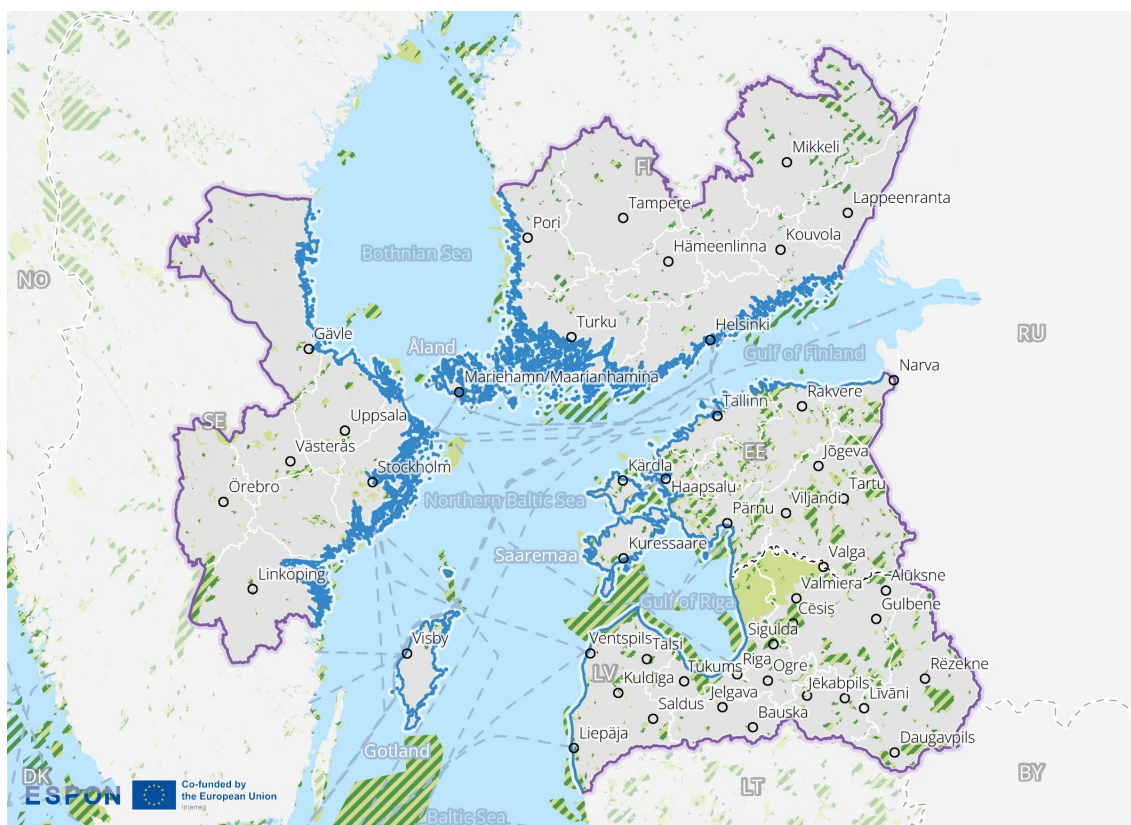 Mikkeli
FI
Lappeenranta
Tampere
Pori
Kouvola
Hämeenlinna
Bothnian Sea
NO
Turku
Helsinki
RU
Gävle
Åland
Gulf of Finland
Narva
Mariehamn/Maarianhamina
Rakvere
Tallinn
Uppsala
SE
Västerås
EE
Jõgeva
Stockholm
Kärdla
Haapsalu
Tartu
Örebro
Northern Baltic Sea
Viljandi
Pärnu
Kuressaare
Saaremaa
Valga
Linköping
Valmiera
Alūksne
Gulf of Riga
Cēsis
Gulbene
Sigulda
Visby
Ventspils
Talsi
Rīga
Ogre
Rēzekne
LV
Tukums
Kuldīga
Jelgava
Jēkabpils
Līvāni
Saldus
Bauska
Liepāja
Gotland
Daugavpils
DK
LT
BY
ESPON
Co-funded by
the European Union
Interreg
Baltic Sea